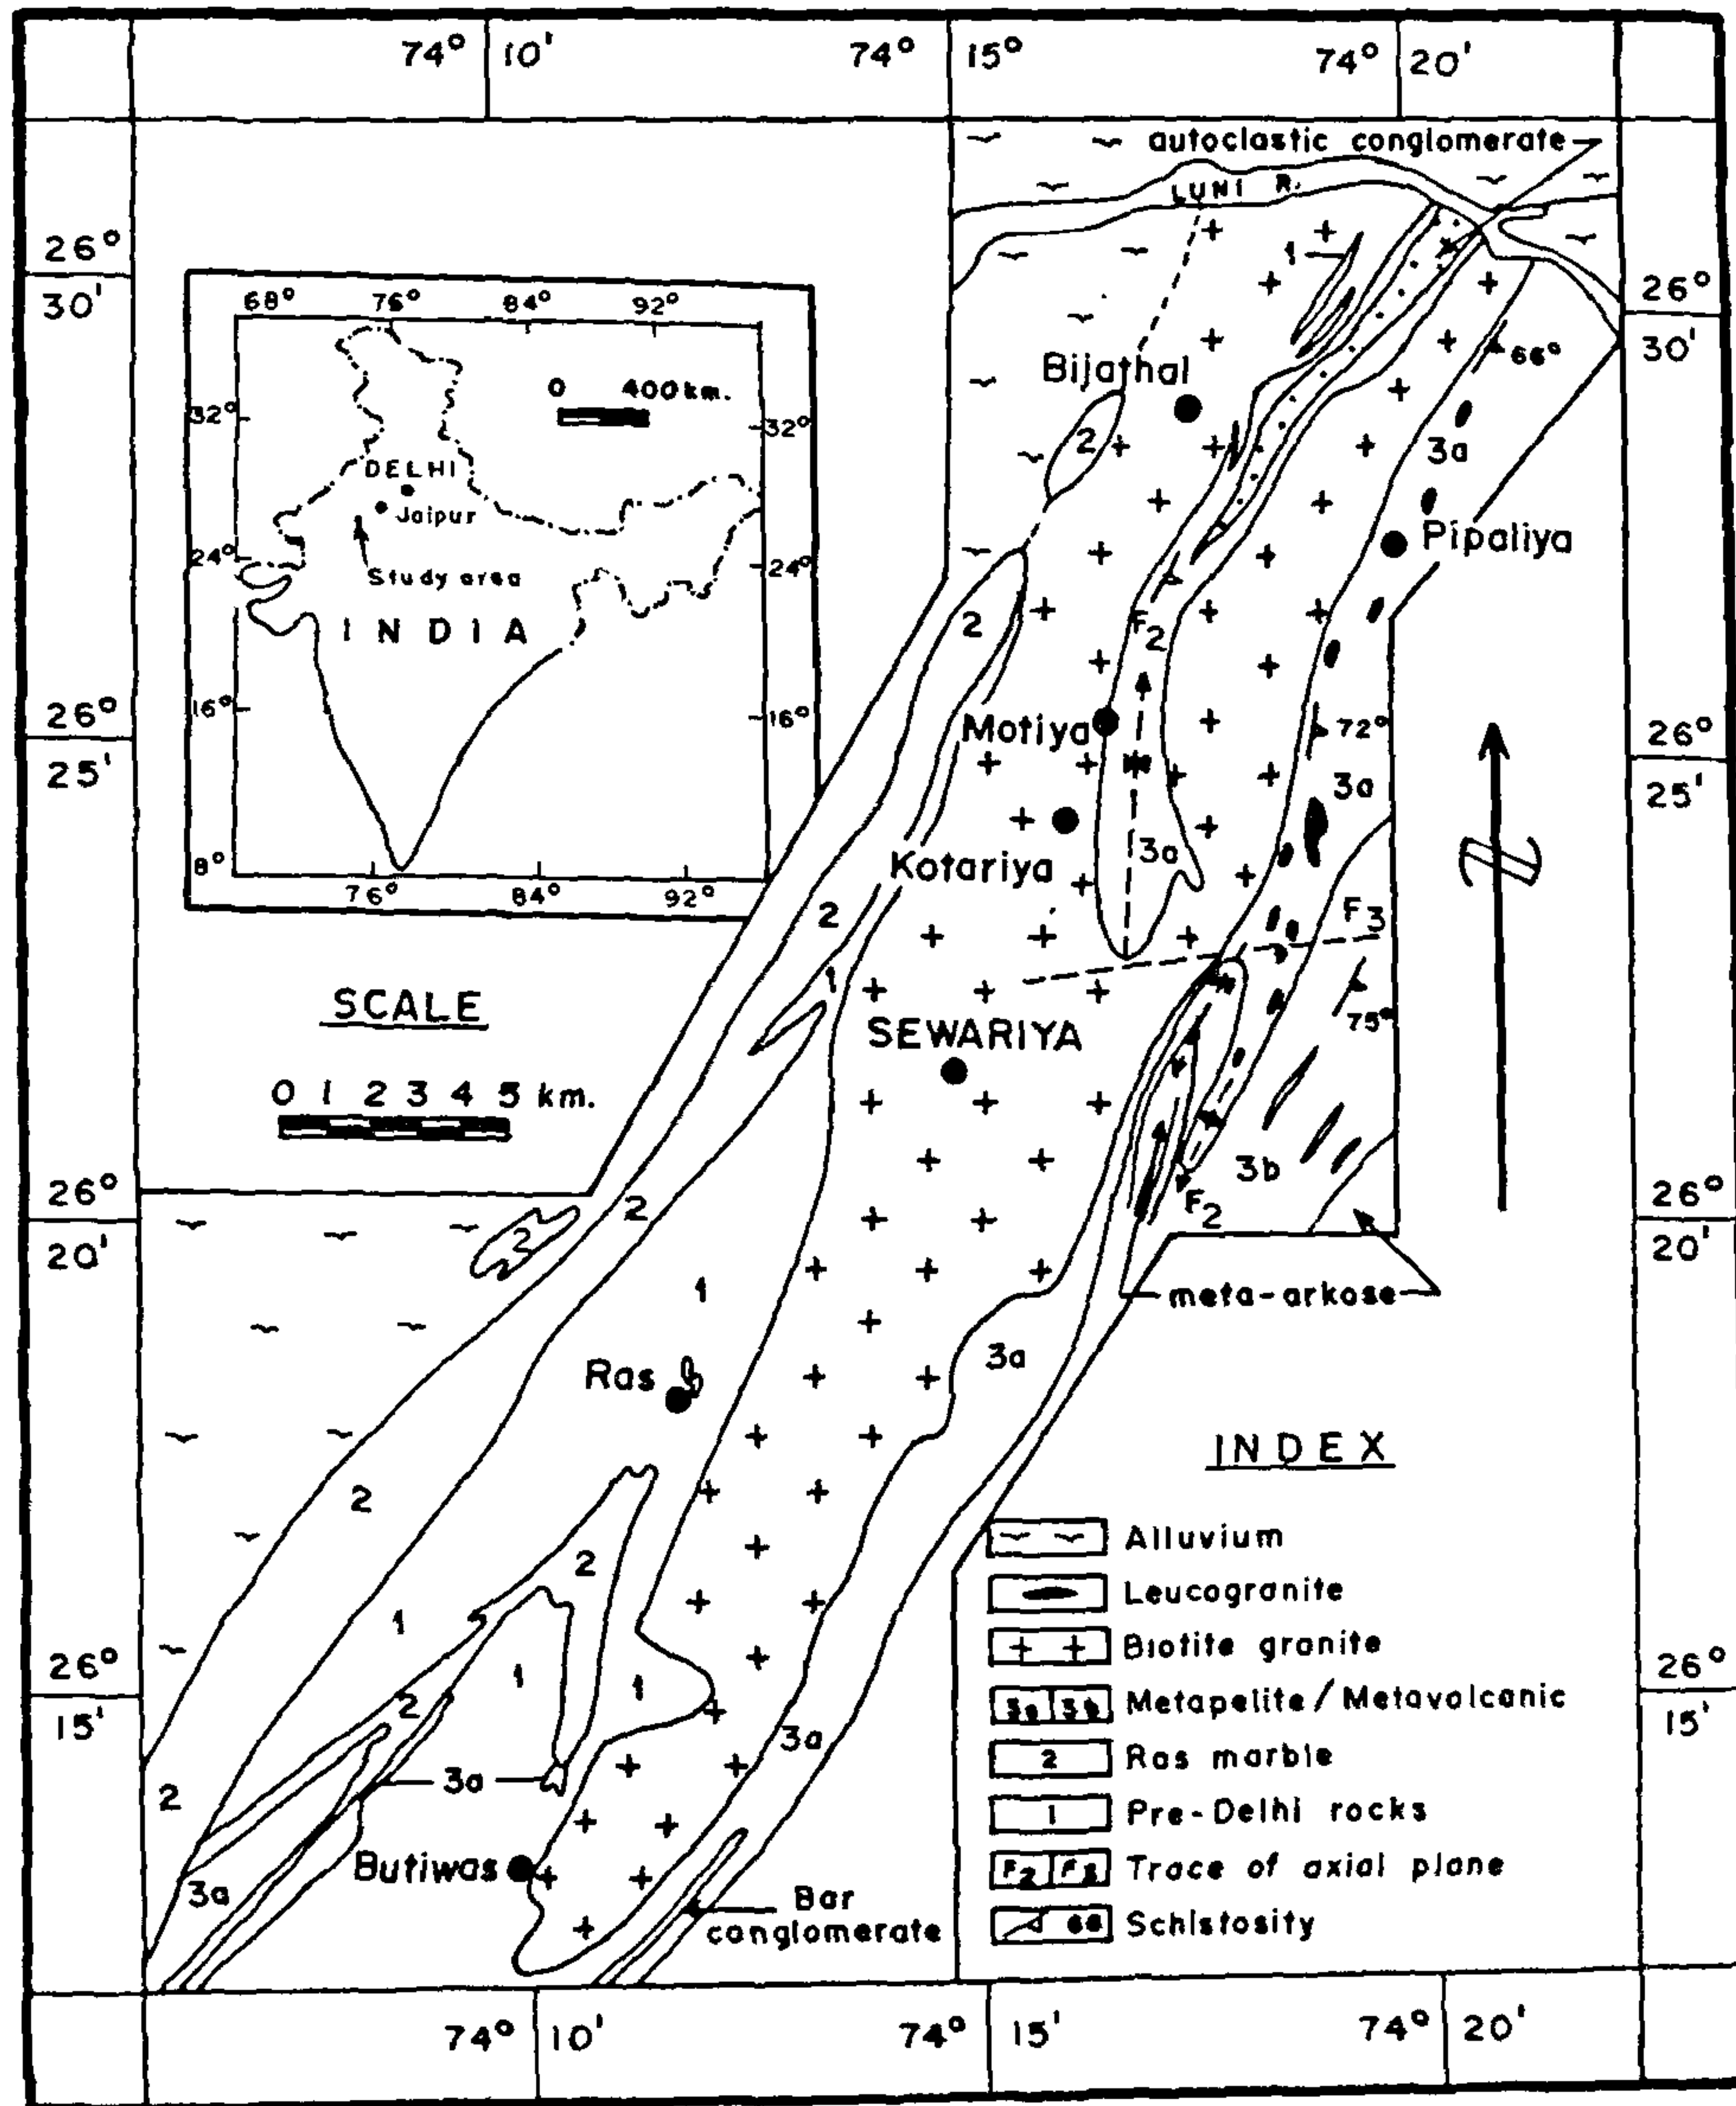 74° 10' 74° 15° 74° 20'
autoclastic conglomerate
LUNI R.
26° 30'
26° 30'
1
68° 76° 84° 92°
0 400 km.
32° 32°
DELHI
Jaipur
24° 24°
Study area
INDIA
16° 16°
8°
76° 84° 92°
Bijathal
66°
2
3a
Pipaliya
2
F2
26° 25'
26° 25'
Motiya
72°
3a
Kotariya
3a
2
F3
1
SCALE
0 1 2 3 4 5 km.
SEWARIYA
75°
3b
F2
26° 20'
26° 20'
2
2
1
meta-arkose
3a
Ras
2
2
1
1
1
2
26° 15'
26° 15'
3a
2
3a
Butiwas
3a
Bar
conglomerate
INDEX
Alluvium
Leucogranite
+ + Biotite granite
3a 3b Metapelite/Metavolcanic
2 Ras marble
1 Pre-Delhi rocks
F2 F3 Trace of axial plane
Schistosity
74° 10' 74° 15' 74° 20'